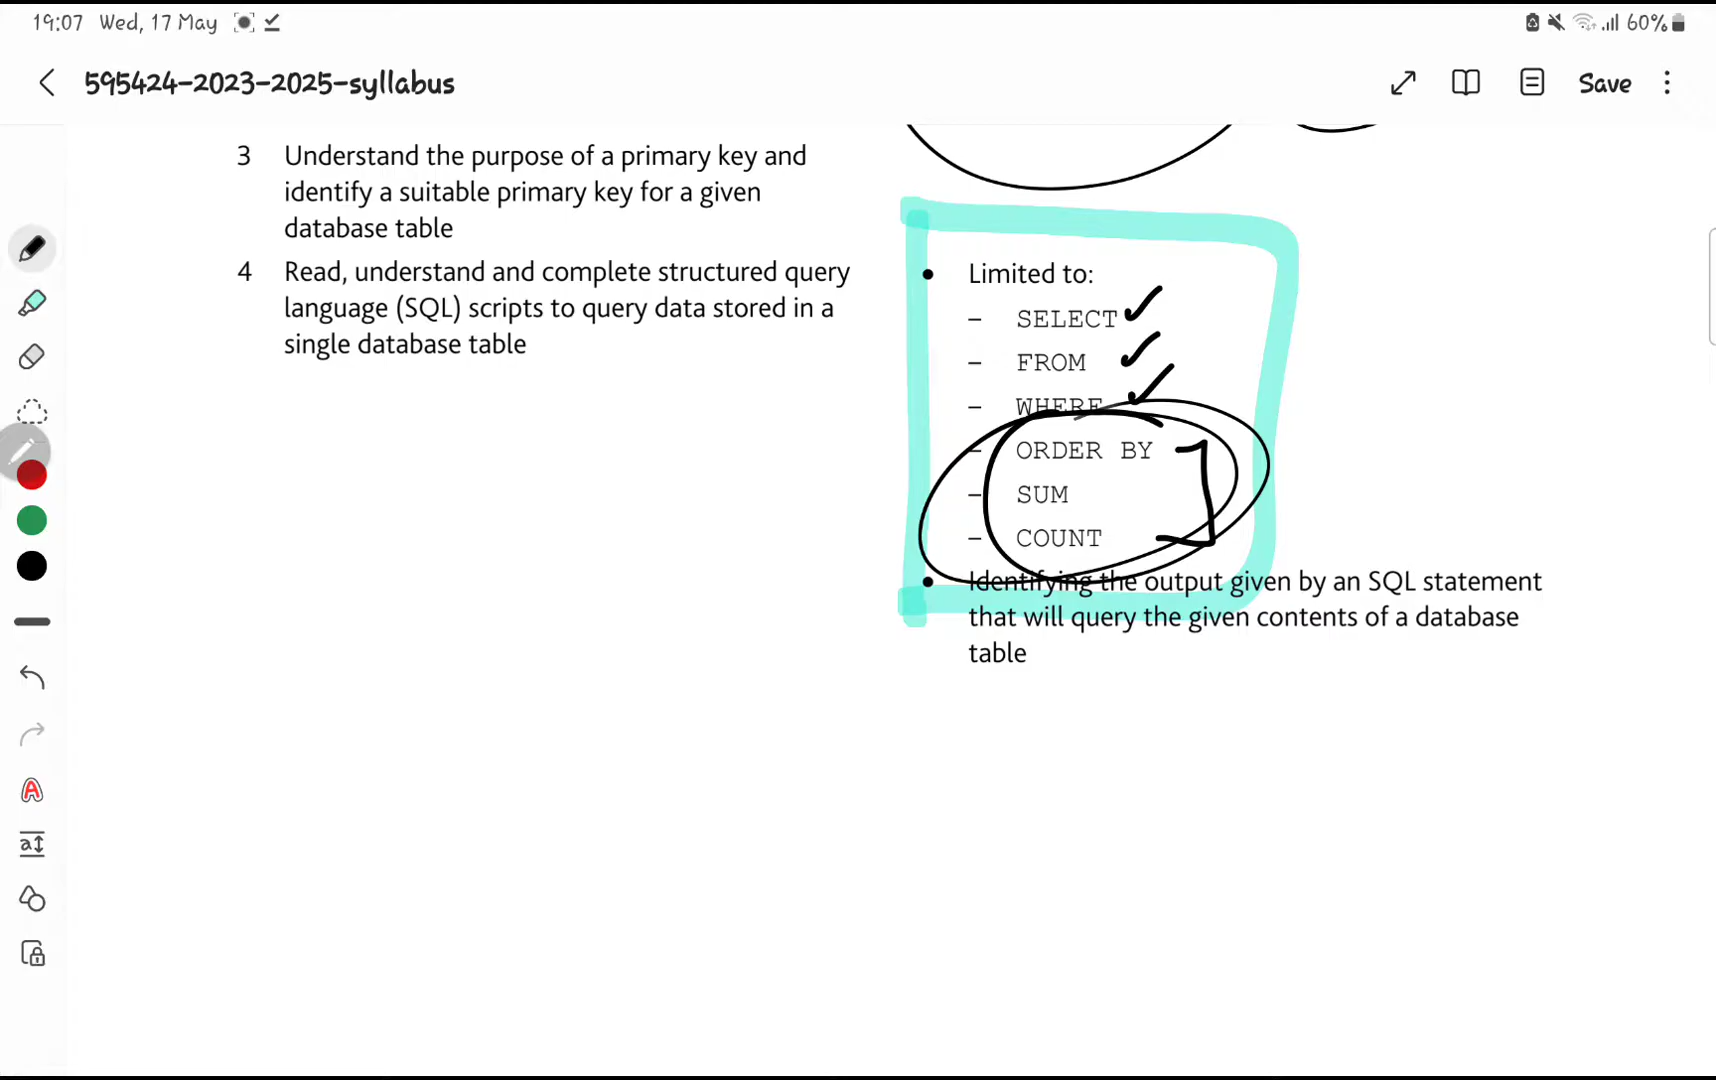 19:07 Wed, 17 May
60%
595424-2023-2025-syllabus
Save
3 Understand the purpose of a primary key and
identify a suitable primary key for a given
database table
4 Read, understand and complete structured query
language (SQL) scripts to query data stored in a
single database table
• Limited to:
– SELECT
– FROM
– WHERE
– ORDER BY
– SUM
– COUNT
• Identifying the output given by an SQL statement
that will query the given contents of a database
table
A
a